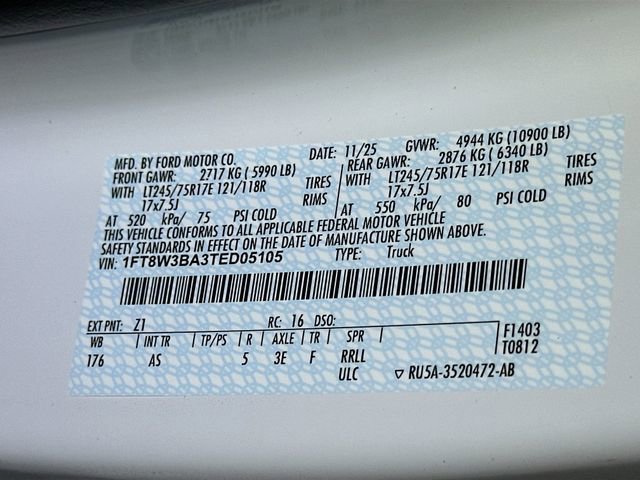 MFD. BY FORD MOTOR CO. DATE: 11/25 GVWR: 4944 KG (10900 LB)
FRONT GAWR: 2717 KG (5990 LB) REAR GAWR: 2876 KG (6340 LB)
WITH LT245/75R17E 121/118R TIRES WITH LT245/75R17E 121/118R TIRES
17x7.5J RIMS 17x7.5J RIMS
AT 520 kPa/ 75 PSI COLD AT 550 kPa/ 80 PSI COLD
THIS VEHICLE CONFORMS TO ALL APPLICABLE FEDERAL MOTOR VEHICLE
SAFETY STANDARDS IN EFFECT ON THE DATE OF MANUFACTURE SHOWN ABOVE.
VIN: 1FT8W3BA3TED05105 TYPE: Truck
EXT PNT: Z1 RC: 16 DSO: F1403
WB INT TR TP/PS R AXLE TR SPR T0812
176 AS 5 3E F RRLL
ULC ▽ RU5A-3520472-AB